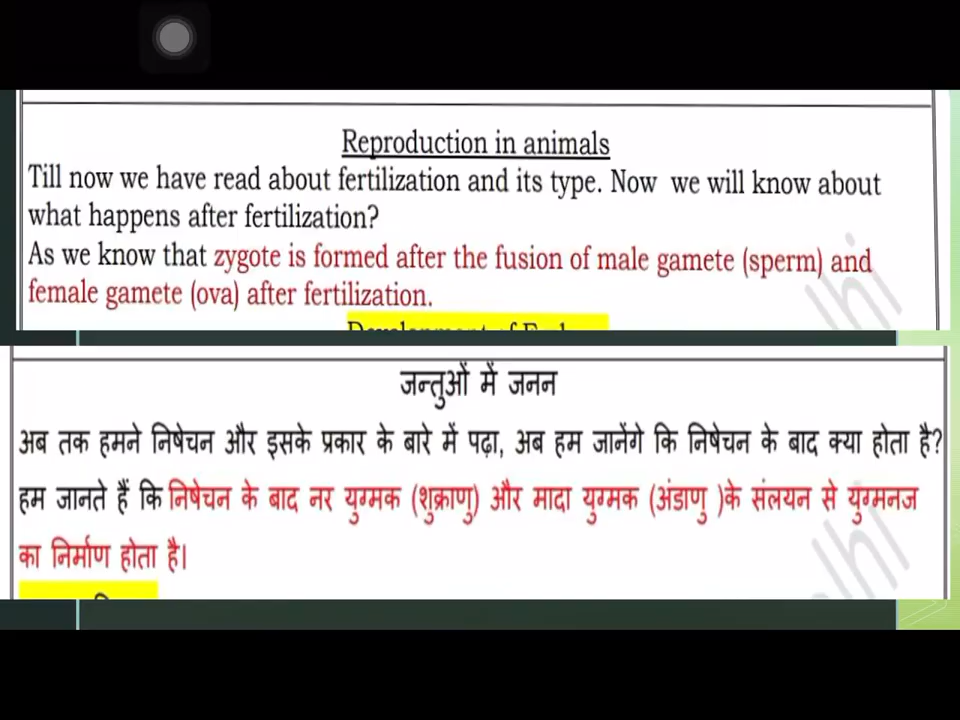 Reproduction in animals
Till now we have read about fertilization and its type. Now we will know about
what happens after fertilization?
As we know that zygote is formed after the fusion of male gamete (sperm) and
female gamete (ova) after fertilization.
जन्तुओं में जनन
अब तक हमने निषेचन और इसके प्रकार के बारे में पढ़ा, अब हम जानेंगे कि निषेचन के बाद क्या होता है?
हम जानते हैं कि निषेचन के बाद नर युग्मक (शुक्राणु) और मादा युग्मक (अंडाणु )के संलयन से युग्मनज
का निर्माण होता है।